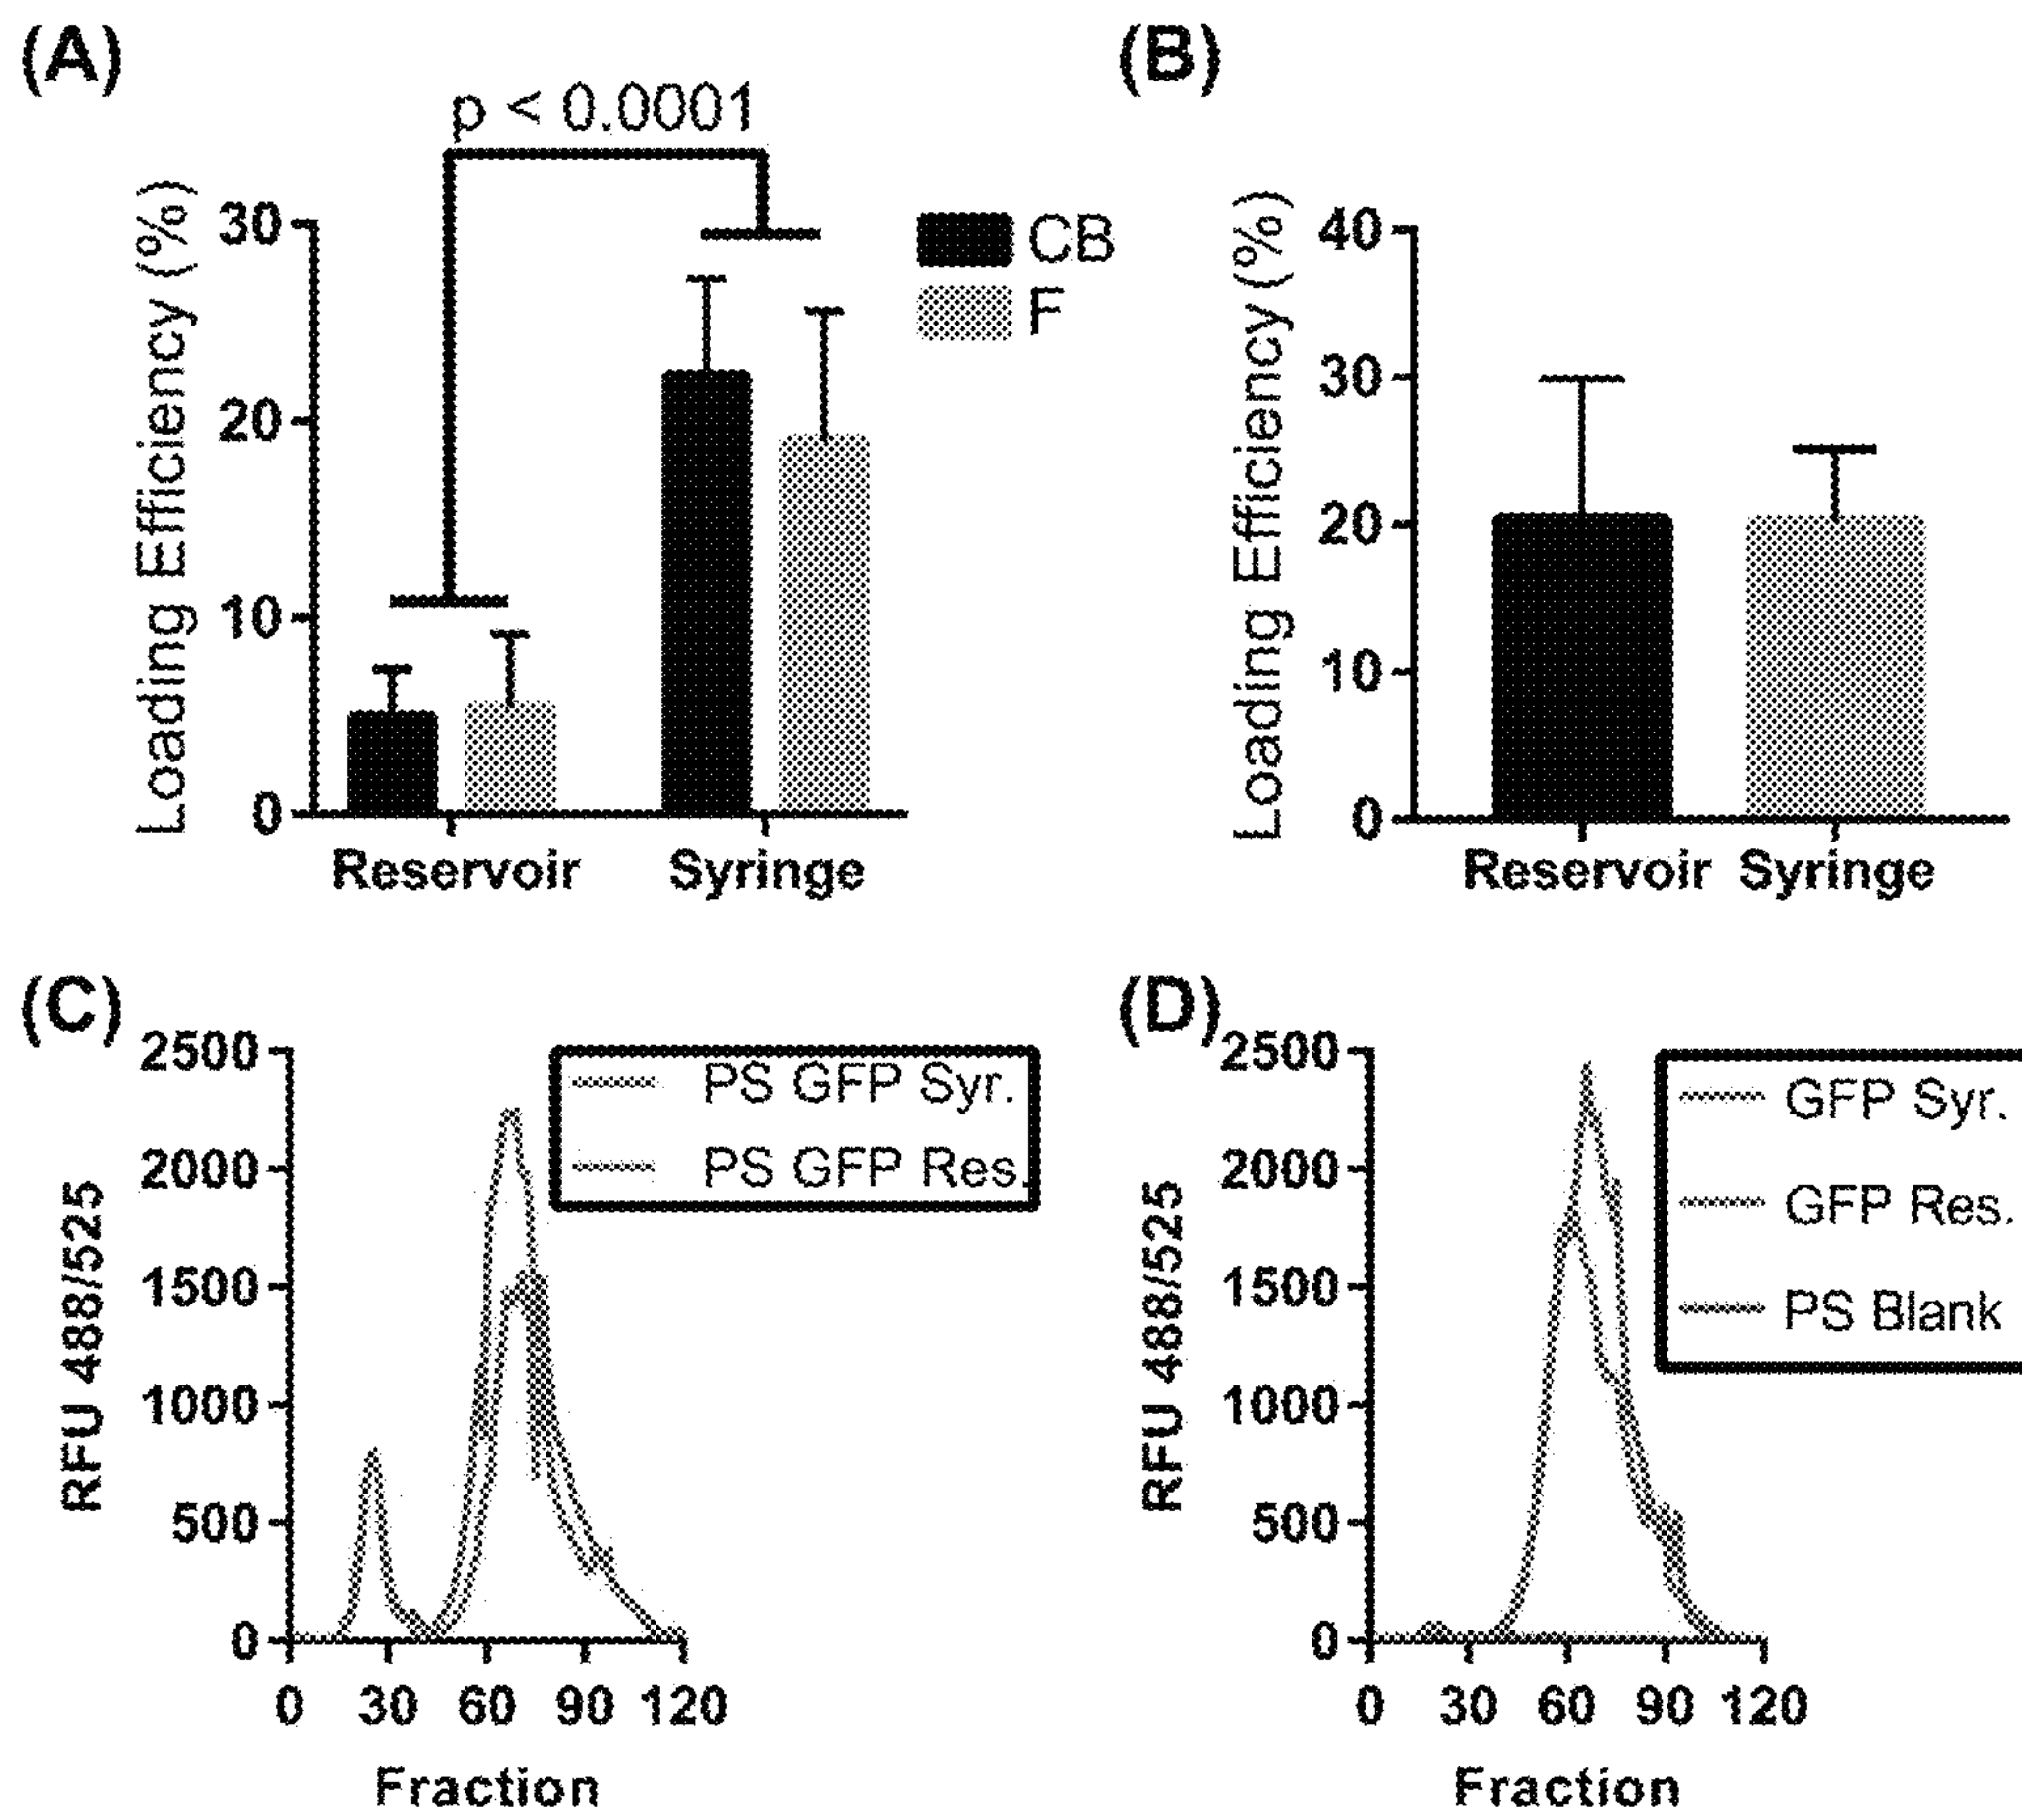 (A)
p < 0.0001
Loading Efficiency (%)
30
20
10
0
CB
F
Reservoir
Syringe
(B)
Loading Efficiency (%)
40
30
20
10
0
Reservoir
Syringe
(C)
RFU 488/525
2500
2000
1500
1000
500
0
PS GFP Syr.
PS GFP Res.
0 30 60 90 120
Fraction
(D)
RFU 488/525
2500
2000
1500
1000
500
0
GFP Syr.
GFP Res.
PS Blank
0 30 60 90 120
Fraction